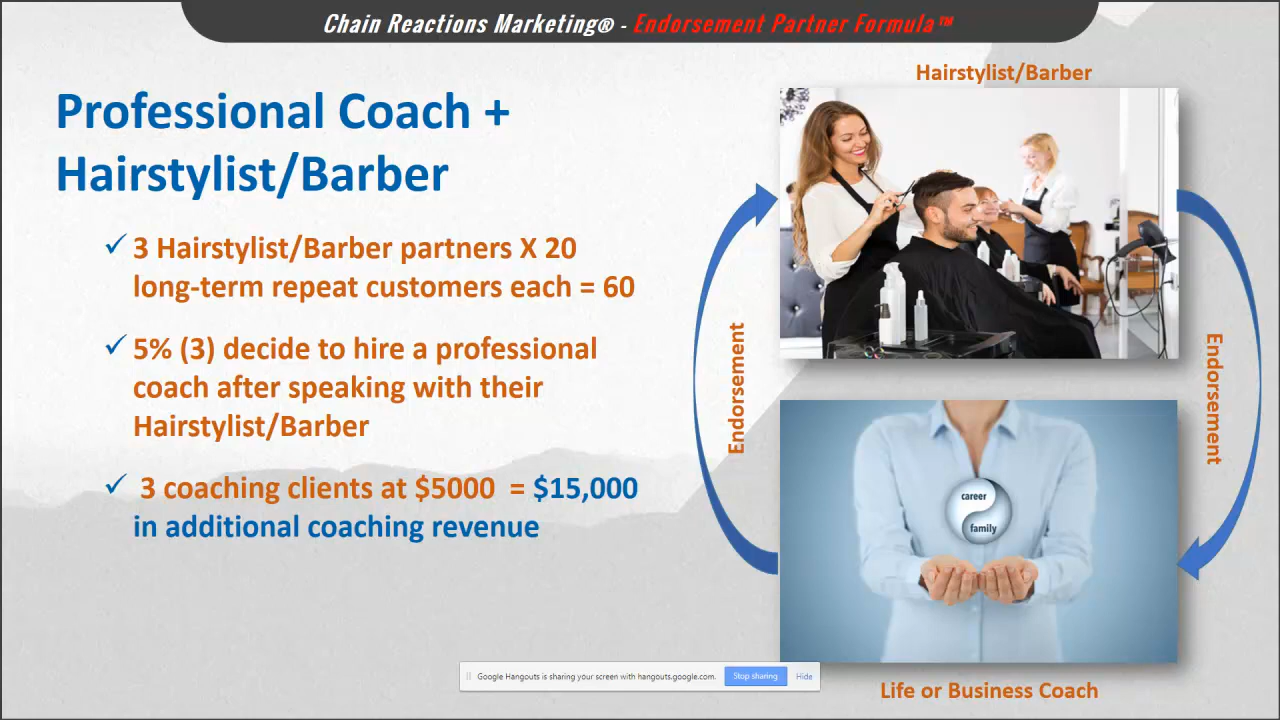 Chain Reactions Marketing® - Endorsement Partner Formula™
Professional Coach +
Hairstylist/Barber
✓ 3 Hairstylist/Barber partners X 20
long-term repeat customers each = 60
✓ 5% (3) decide to hire a professional
coach after speaking with their
Hairstylist/Barber
✓ 3 coaching clients at $5000 = $15,000
in additional coaching revenue
Hairstylist/Barber
Endorsement
Endorsement
career
family
Life or Business Coach
Google Hangouts is sharing your screen with hangouts.google.com.
Stop sharing
Hide